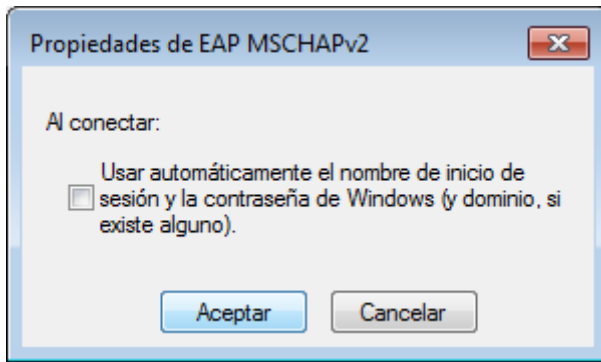 Propiedades de EAP MSCHAPv2
Al conectar:
Usar automáticamente el nombre de inicio de
sesión y la contraseña de Windows (y dominio, si
existe alguno).
Aceptar
Cancelar